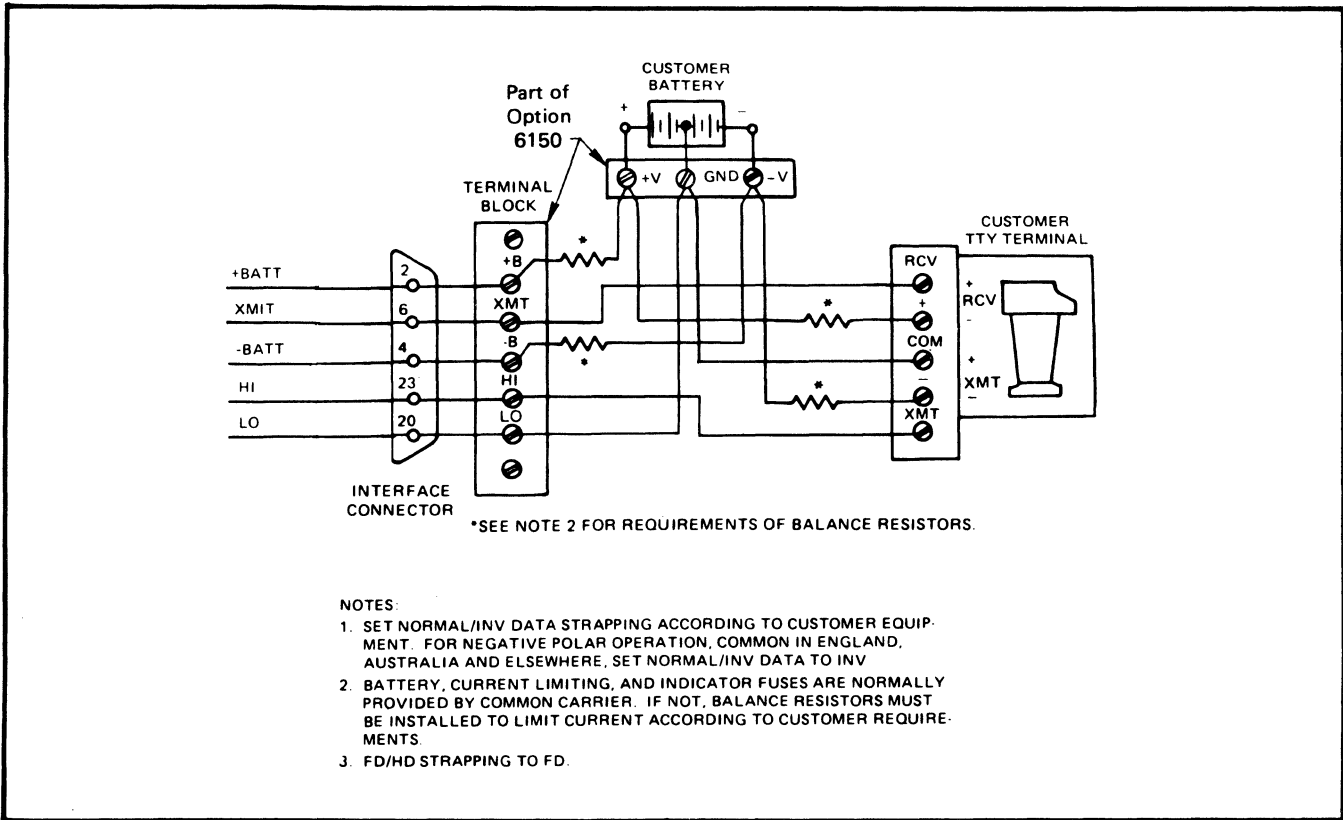 CUSTOMER
BATTERY
Part of
Option
6150
+ −
+V GND −V
TERMINAL
BLOCK
CUSTOMER
TTY TERMINAL
*
+B
+BATT 2
XMT
XMIT 6
-B
*
-BATT 4
HI
HI 23
LO
LO 20
RCV
+
RCV
+
-
*
COM
+
XMT
−
−
*
XMT
INTERFACE
CONNECTOR
*SEE NOTE 2 FOR REQUIREMENTS OF BALANCE RESISTORS.
NOTES:
1. SET NORMAL/INV DATA STRAPPING ACCORDING TO CUSTOMER EQUIP-
MENT. FOR NEGATIVE POLAR OPERATION, COMMON IN ENGLAND,
AUSTRALIA AND ELSEWHERE, SET NORMAL/INV DATA TO INV
2. BATTERY, CURRENT LIMITING, AND INDICATOR FUSES ARE NORMALLY
PROVIDED BY COMMON CARRIER. IF NOT, BALANCE RESISTORS MUST
BE INSTALLED TO LIMIT CURRENT ACCORDING TO CUSTOMER REQUIRE-
MENTS.
3. FD/HD STRAPPING TO FD.